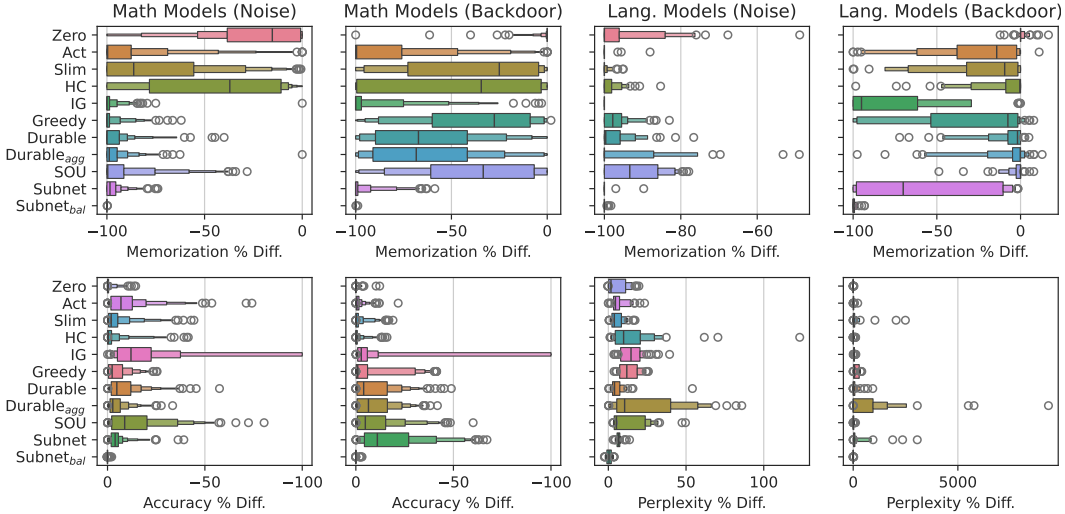 Math Models (Noise) Math Models (Backdoor) Lang. Models (Noise) Lang. Models (Backdoor)
Zero
Act
Slim
HC
IG
Greedy
Durable
Durable_agg
SOU
Subnet
Subnet_bal
−100 −50 0 −100 −50 0 −100 −80 −60 −100 −50 0
Memorization % Diff. Memorization % Diff. Memorization % Diff. Memorization % Diff.
Zero
Act
Slim
HC
IG
Greedy
Durable
Durable_agg
SOU
Subnet
Subnet_bal
0 −50 −100 0 −50 −100 0 50 100 0 5000
Accuracy % Diff. Accuracy % Diff. Perplexity % Diff. Perplexity % Diff.